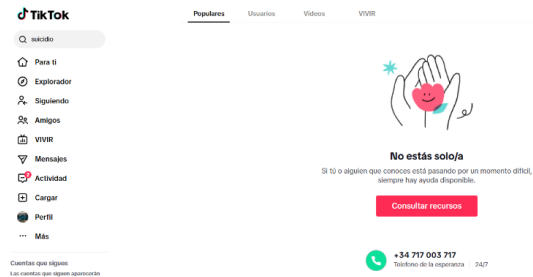 TikTok
Populares Usuarios Vídeos VIVIR
suicidio
Para ti
Explorador
Siguiendo
Amigos
VIVIR
Mensajes
Actividad
Cargar
Perfil
Más
Cuentas que sigues
Las cuentas que siguen aparecerán
No estás solo/a
Si tú o alguien que conoces está pasando por un momento difícil,
siempre hay ayuda disponible.
Consultar recursos
+34 717 003 717
Teléfono de la esperanza | 24/7